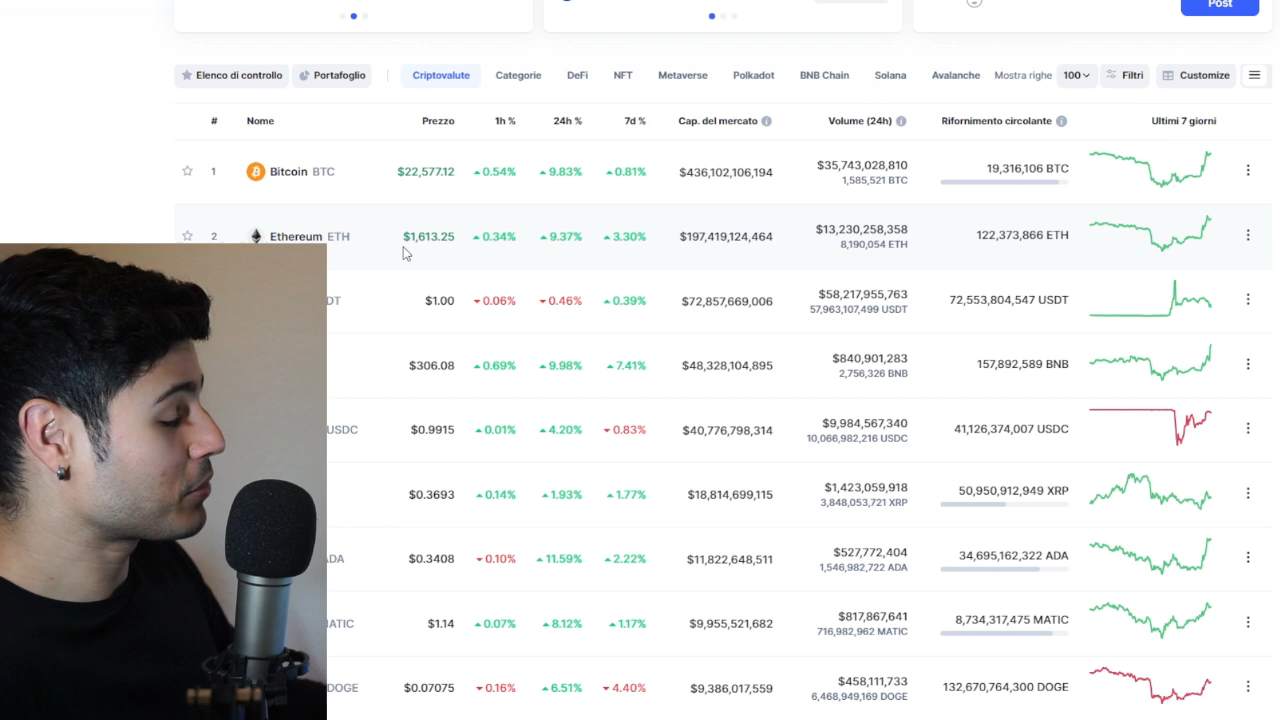 Post
Elenco di controllo Portafoglio Criptovalute Categorie DeFi NFT Metaverse Polkadot BNB Chain Solana Avalanche Mostra righe 100 Filtri Customize
# Nome Prezzo 1h % 24h % 7d % Cap. del mercato Volume (24h) Rifornimento circolante Ultimi 7 giorni
1 Bitcoin BTC $22,577.12 0.54% 9.83% 0.81% $436,102,106,194 $35,743,028,810 19,316,106 BTC
1,585,521 BTC
2 Ethereum ETH $1,613.25 0.34% 9.37% 3.30% $197,419,124,464 $13,230,258,358 122,373,866 ETH
8,190,054 ETH
DT $1.00 0.06% 0.46% 0.39% $72,857,669,006 $58,217,955,763 72,553,804,547 USDT
57,963,107,499 USDT
$306.08 0.69% 9.98% 7.41% $48,328,104,895 $840,901,283 157,892,589 BNB
2,756,326 BNB
USDC $0.9915 0.01% 4.20% 0.83% $40,776,798,314 $9,984,567,340 41,126,374,007 USDC
10,066,982,216 USDC
$0.3693 0.14% 1.93% 1.77% $18,814,699,115 $1,423,059,918 50,950,912,949 XRP
3,848,053,721 XRP
ADA $0.3408 0.10% 11.59% 2.22% $11,822,648,511 $527,772,404 34,695,162,322 ADA
1,546,982,722 ADA
ATIC $1.14 0.07% 8.12% 1.17% $9,955,521,682 $817,867,641 8,734,317,475 MATIC
716,982,962 MATIC
DOGE $0.07075 0.16% 6.51% 4.40% $9,386,017,559 $458,111,733 132,670,764,300 DOGE
6,468,949,169 DOGE